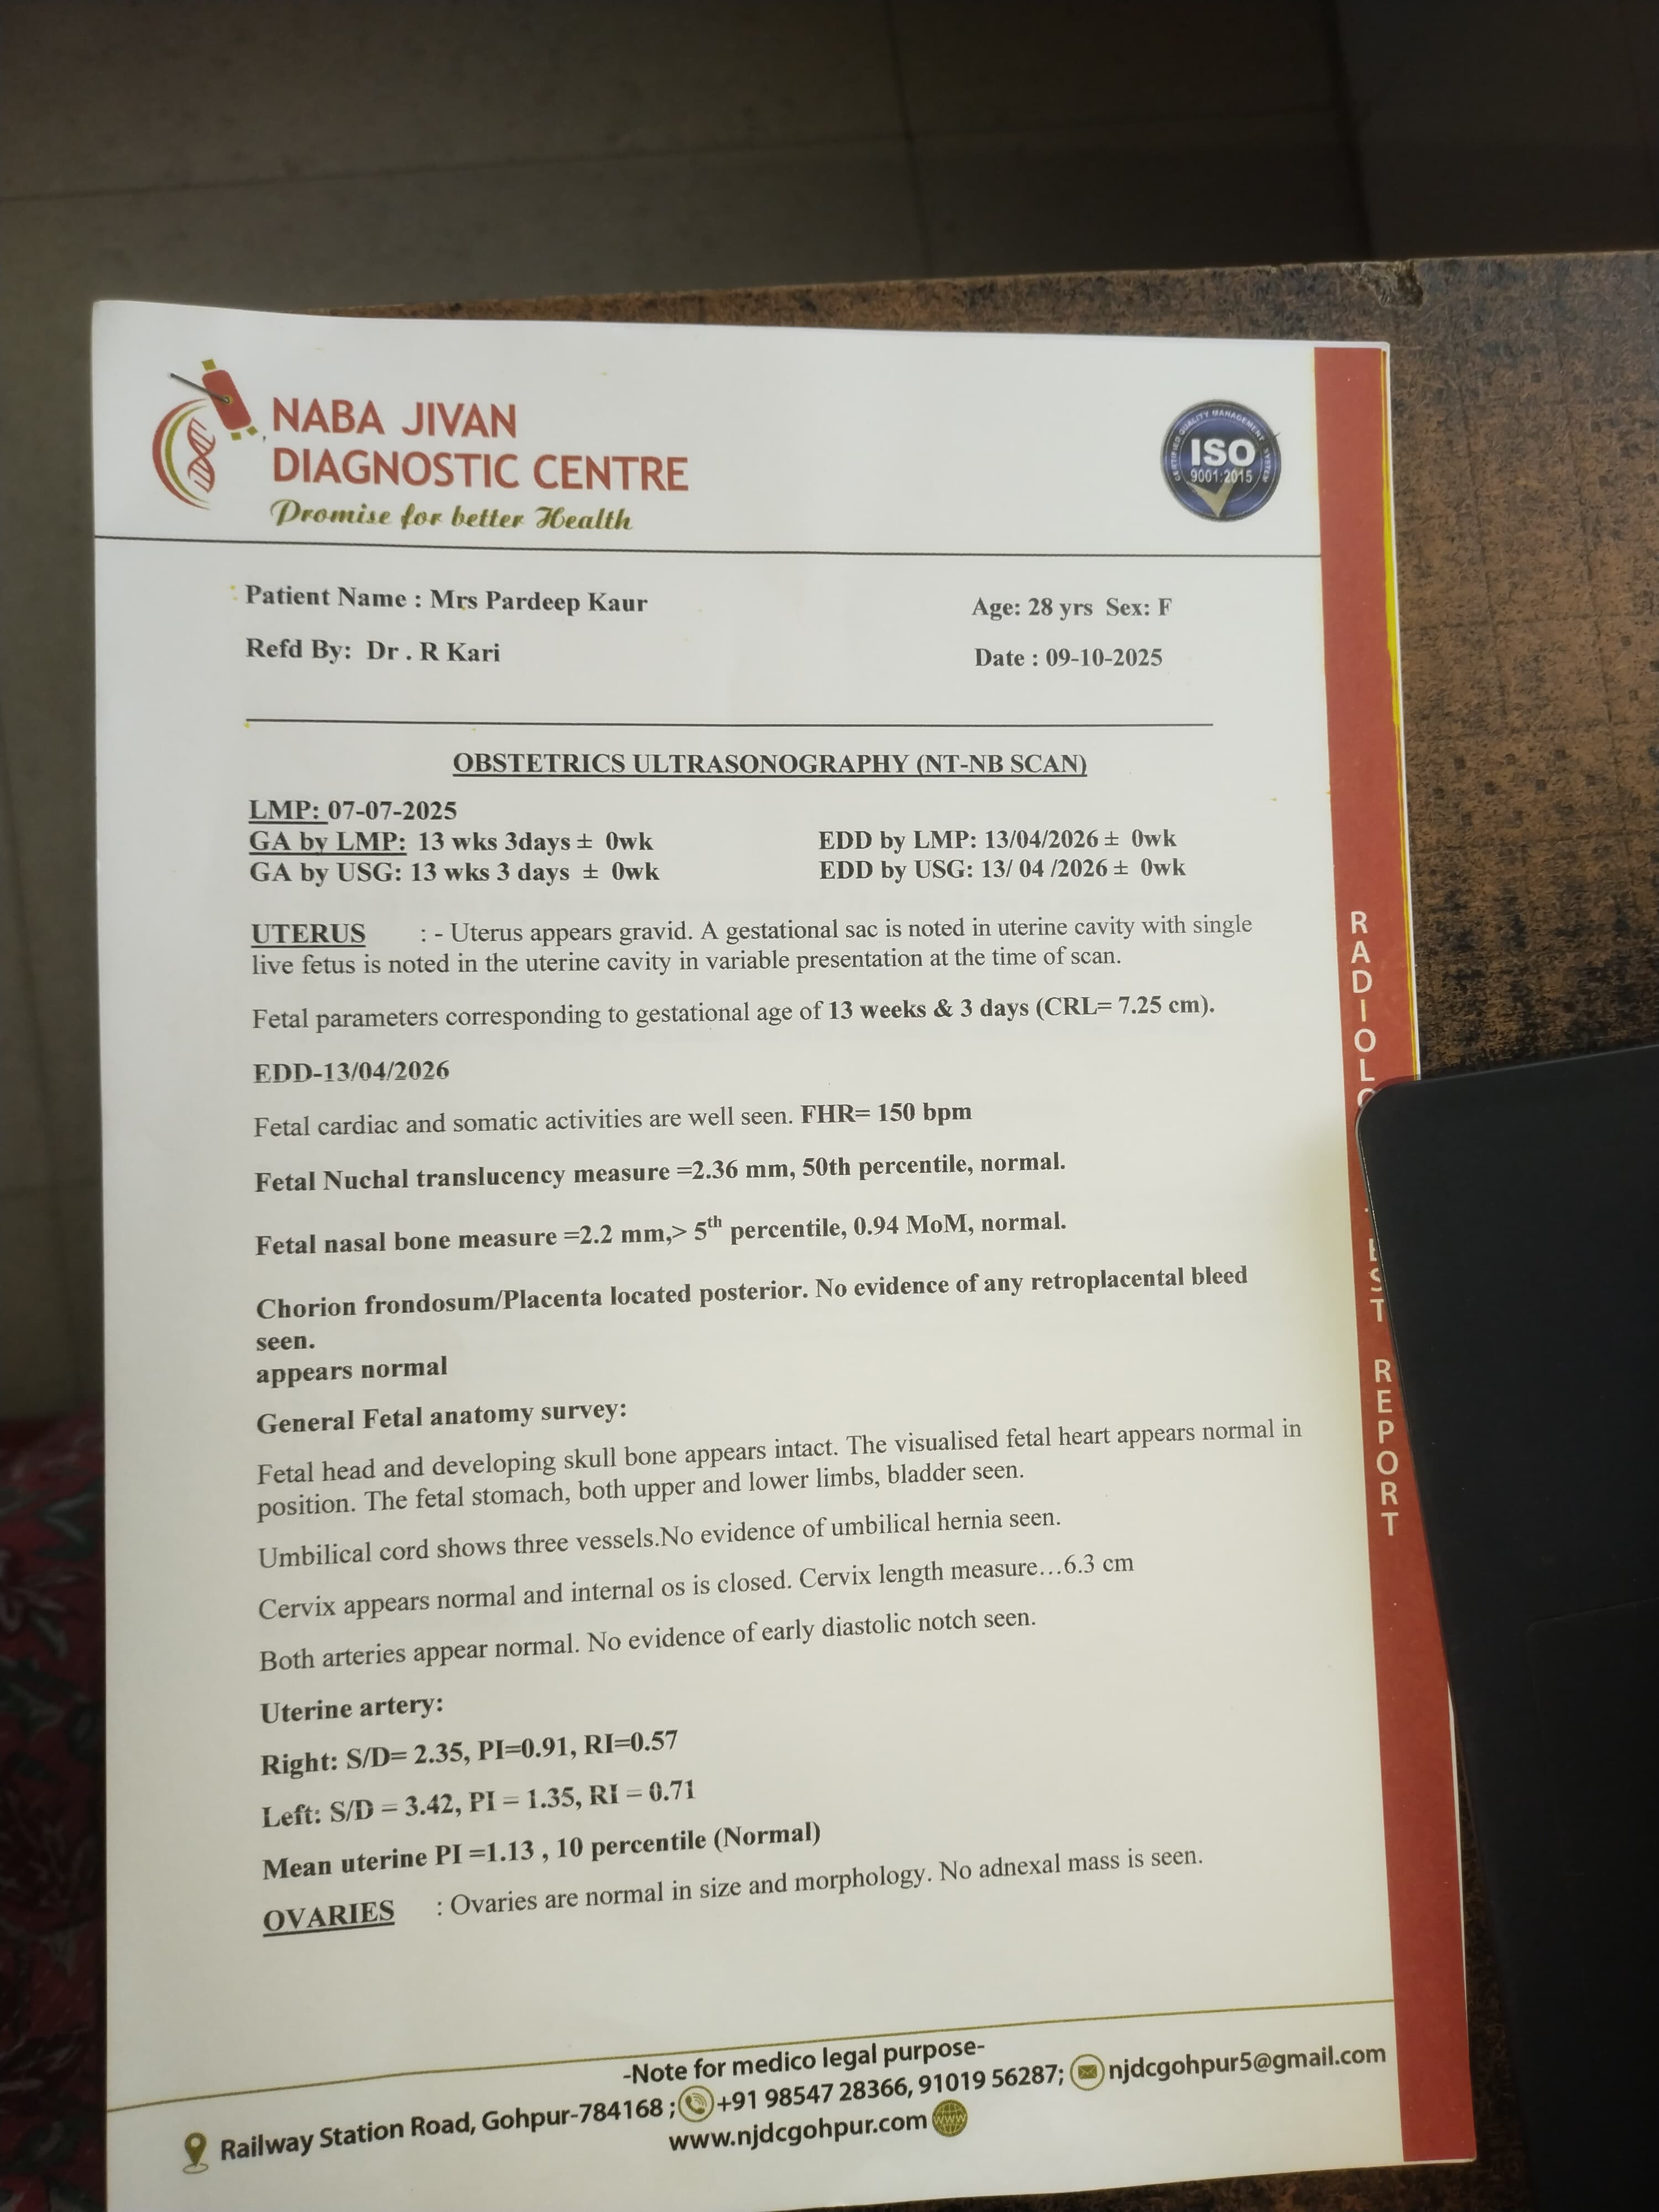 NABA JIVAN
DIAGNOSTIC CENTRE
Promise for better Health
CERTIFIED QUALITY MANAGEMENT SYSTEM
ISO
9001:2015
Patient Name : Mrs Pardeep Kaur
Age: 28 yrs Sex: F
Refd By: Dr . R Kari
Date : 09-10-2025
OBSTETRICS ULTRASONOGRAPHY (NT-NB SCAN)
LMP: 07-07-2025
GA by LMP: 13 wks 3days ± 0wk
EDD by LMP: 13/04/2026 ± 0wk
GA by USG: 13 wks 3 days ± 0wk
EDD by USG: 13/ 04 /2026 ± 0wk
UTERUS : - Uterus appears gravid. A gestational sac is noted in uterine cavity with single
live fetus is noted in the uterine cavity in variable presentation at the time of scan.
Fetal parameters corresponding to gestational age of 13 weeks & 3 days (CRL= 7.25 cm).
EDD-13/04/2026
Fetal cardiac and somatic activities are well seen. FHR= 150 bpm
Fetal Nuchal translucency measure =2.36 mm, 50th percentile, normal.
Fetal nasal bone measure =2.2 mm,> 5th percentile, 0.94 MoM, normal.
Chorion frondosum/Placenta located posterior. No evidence of any retroplacental bleed
seen.
appears normal
General Fetal anatomy survey:
Fetal head and developing skull bone appears intact. The visualised fetal heart appears normal in
position. The fetal stomach, both upper and lower limbs, bladder seen.
Umbilical cord shows three vessels.No evidence of umbilical hernia seen.
Cervix appears normal and internal os is closed. Cervix length measure…6.3 cm
Both arteries appear normal. No evidence of early diastolic notch seen.
Uterine artery:
Right: S/D= 2.35, PI=0.91, RI=0.57
Left: S/D = 3.42, PI = 1.35, RI = 0.71
Mean uterine PI =1.13 , 10 percentile (Normal)
OVARIES : Ovaries are normal in size and morphology. No adnexal mass is seen.
-Note for medico legal purpose-
Railway Station Road, Gohpur-784168 ; +91 98547 28366, 91019 56287; njdcgohpur5@gmail.com
www.njdcgohpur.com
REPORT